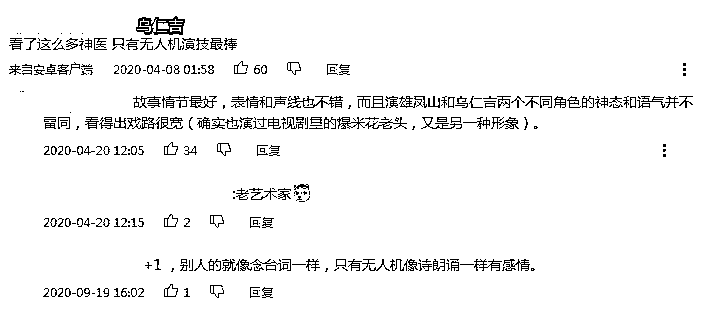 乌仁吉
看了这么多神医 只有无人机演技最棒
来自安卓客户端 2020-04-08 01:58 60 回复
故事情节最好，表情和声线也不错，而且演雄凤山和乌仁吉两个不同角色的神态和语气并不
雷同，看得出戏路很宽（确实也演过电视剧里的爆米花老头，又是另一种形象）。
2020-04-20 12:05 34 回复
:老艺术家
2020-04-20 12:15 2 回复
+1 ，别人的就像念台词一样，只有无人机像诗朗诵一样有感情。
2020-09-19 16:02 1 回复